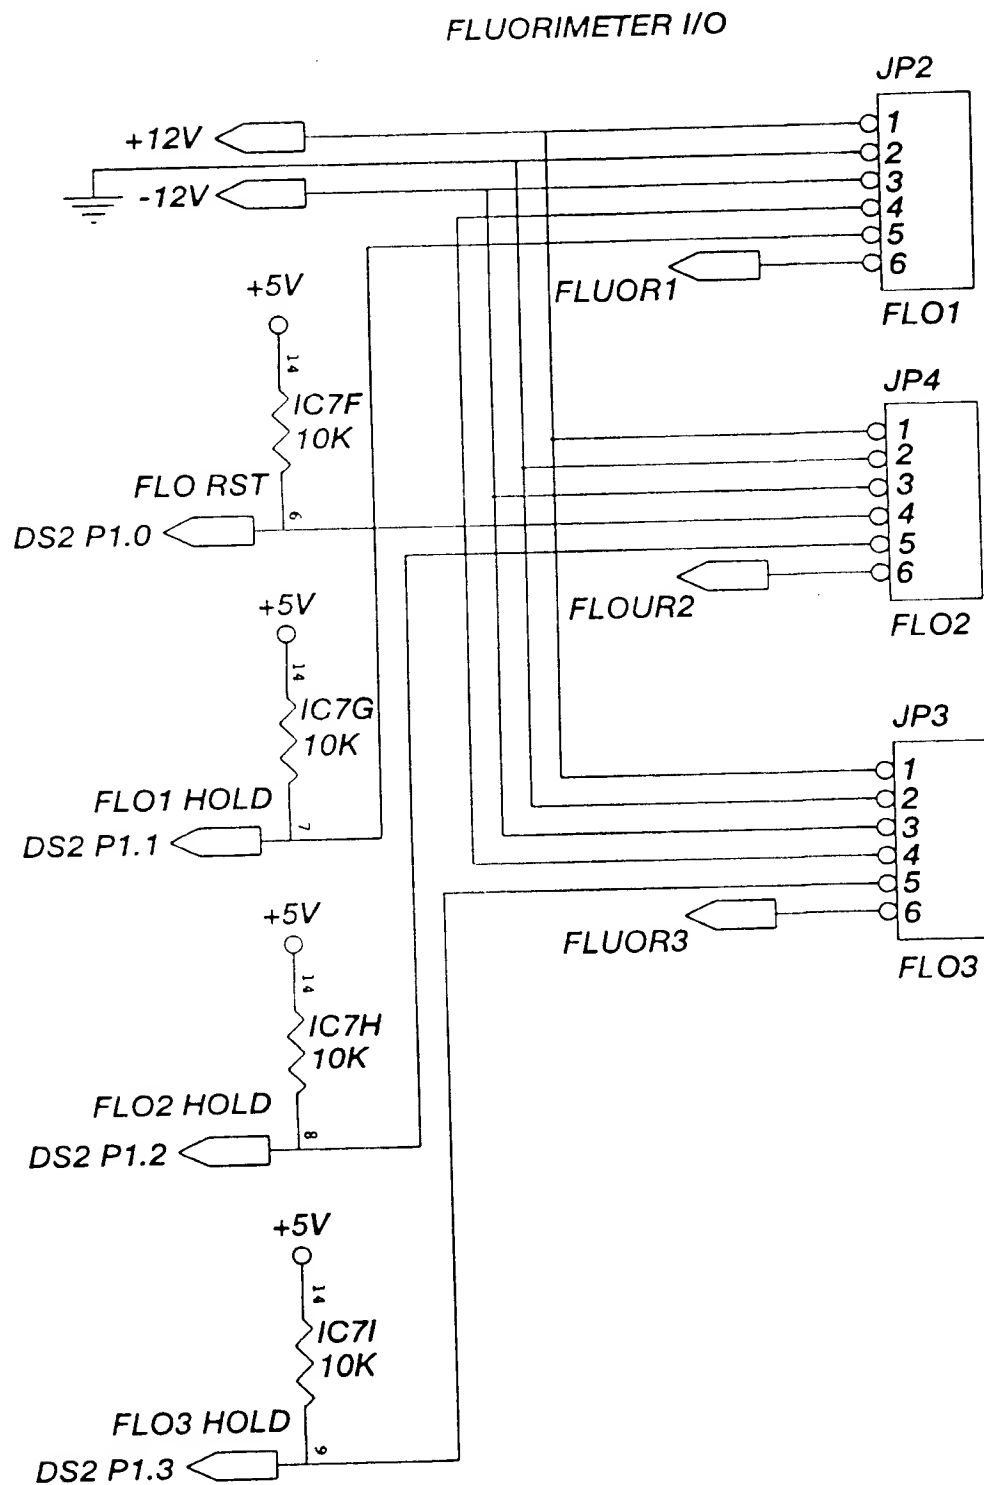 FLUORIMETER I/O
JP2
+12V
-12V
1
2
3
4
5
6
FLUOR1
FLO1
+5V
14
IC7F
10K
FLO RST
6
DS2 P1.0
JP4
1
2
3
4
5
6
FLOUR2
FLO2
+5V
14
IC7G
10K
FLO1 HOLD
7
DS2 P1.1
JP3
1
2
3
4
5
6
FLUOR3
FLO3
+5V
14
IC7H
10K
FLO2 HOLD
8
DS2 P1.2
+5V
14
IC7I
10K
FLO3 HOLD
9
DS2 P1.3